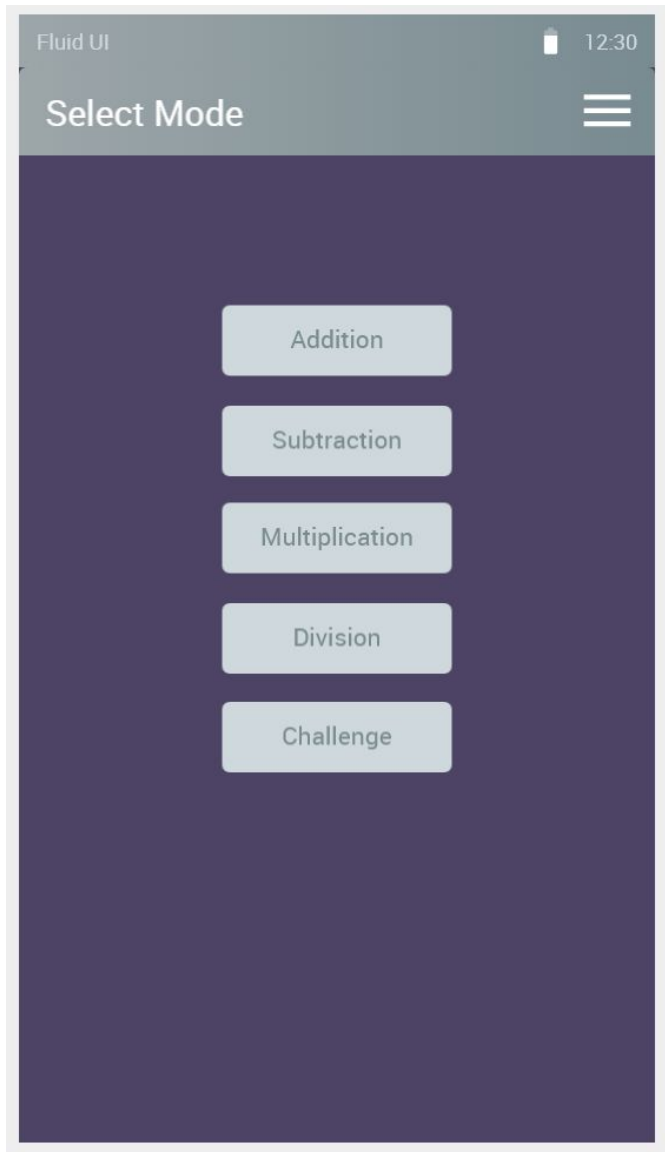 Fluid UI 12:30
Select Mode
Addition
Subtraction
Multiplication
Division
Challenge